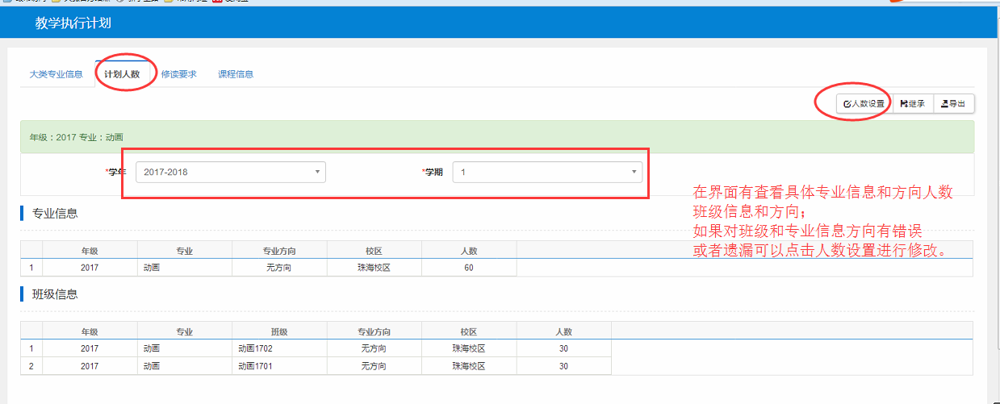 教学执行计划
大类专业信息 计划人数 修读要求 课程信息
人数设置 继承 导出
年级：2017 专业：动画
*学年 2017-2018 *学期 1
在界面有查看具体专业信息和方向人数
班级信息和方向；
如果对班级和专业信息方向有错误
或者遗漏可以点击人数设置进行修改。
专业信息
年级 专业 专业方向 校区 人数
1 2017 动画 无方向 珠海校区 60
班级信息
年级 专业 班级 专业方向 校区 人数
1 2017 动画 动画1702 无方向 珠海校区 30
2 2017 动画 动画1701 无方向 珠海校区 30